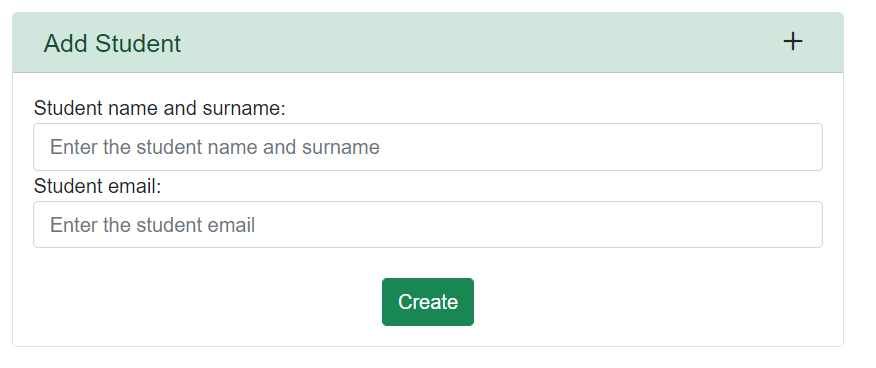 Add Student
Student name and surname:
Enter the student name and surname
Student email:
Enter the student email
Create